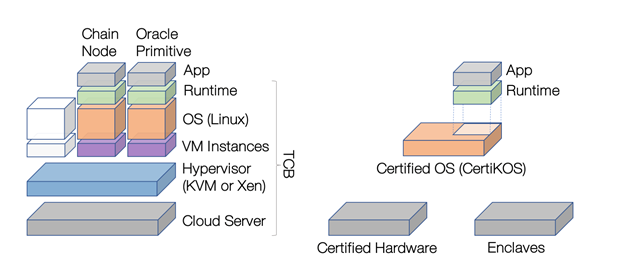 Chain
Node
Oracle
Primitive
App
Runtime
OS (Linux)
VM Instances
Hypervisor
(KVM or Xen)
Cloud Server
TCB
App
Runtime
Certified OS (CertiKOS)
Certified Hardware
Enclaves